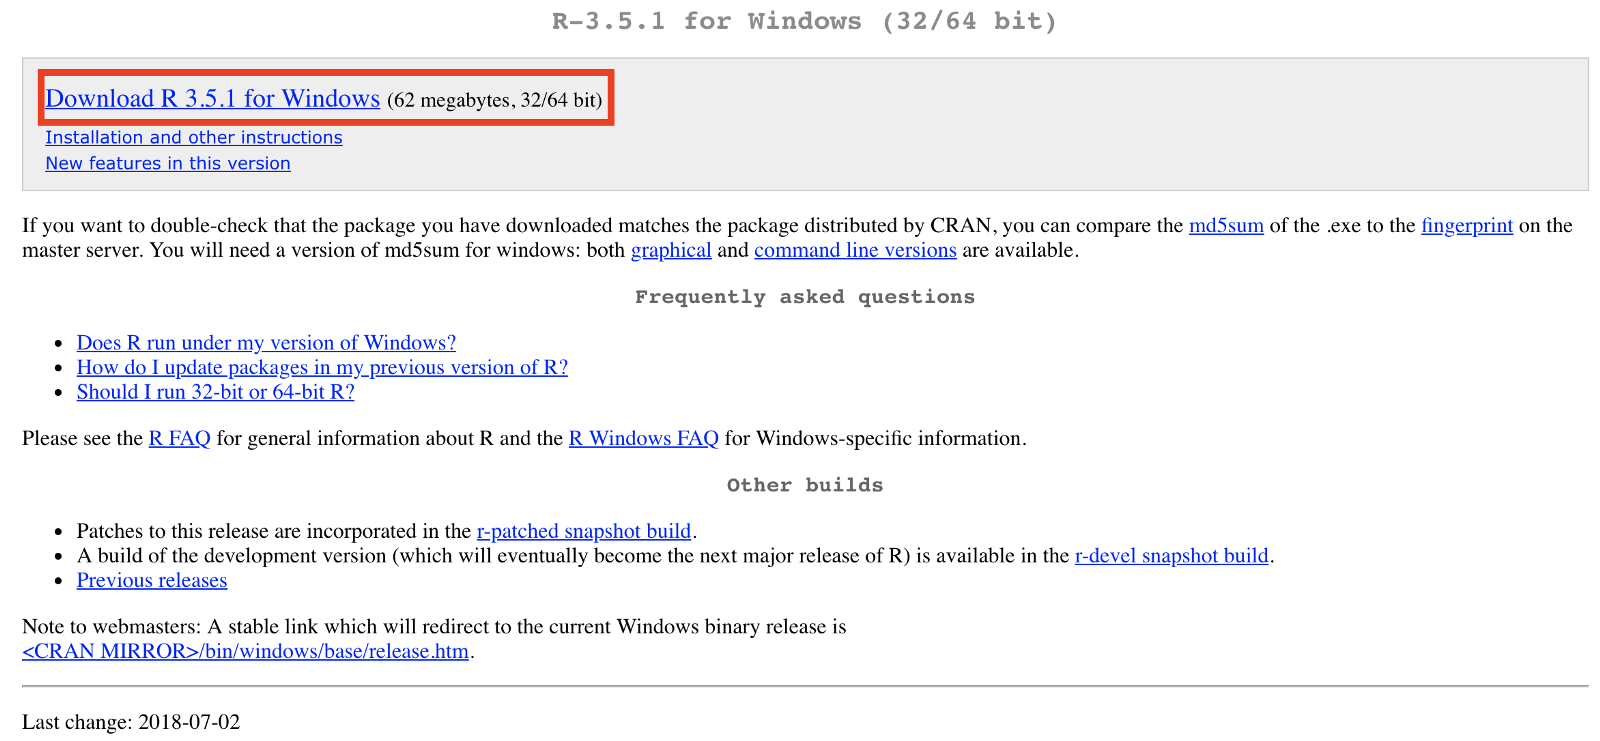 R-3.5.1 for Windows (32/64 bit)
Download R 3.5.1 for Windows (62 megabytes, 32/64 bit)
Installation and other instructions
New features in this version
If you want to double-check that the package you have downloaded matches the package distributed by CRAN, you can compare the md5sum of the .exe to the fingerprint on the
master server. You will need a version of md5sum for windows: both graphical and command line versions are available.
Frequently asked questions
• Does R run under my version of Windows?
• How do I update packages in my previous version of R?
• Should I run 32-bit or 64-bit R?
Please see the R FAQ for general information about R and the R Windows FAQ for Windows-specific information.
Other builds
• Patches to this release are incorporated in the r-patched snapshot build.
• A build of the development version (which will eventually become the next major release of R) is available in the r-devel snapshot build.
• Previous releases
Note to webmasters: A stable link which will redirect to the current Windows binary release is
<CRAN MIRROR>/bin/windows/base/release.htm.
Last change: 2018-07-02